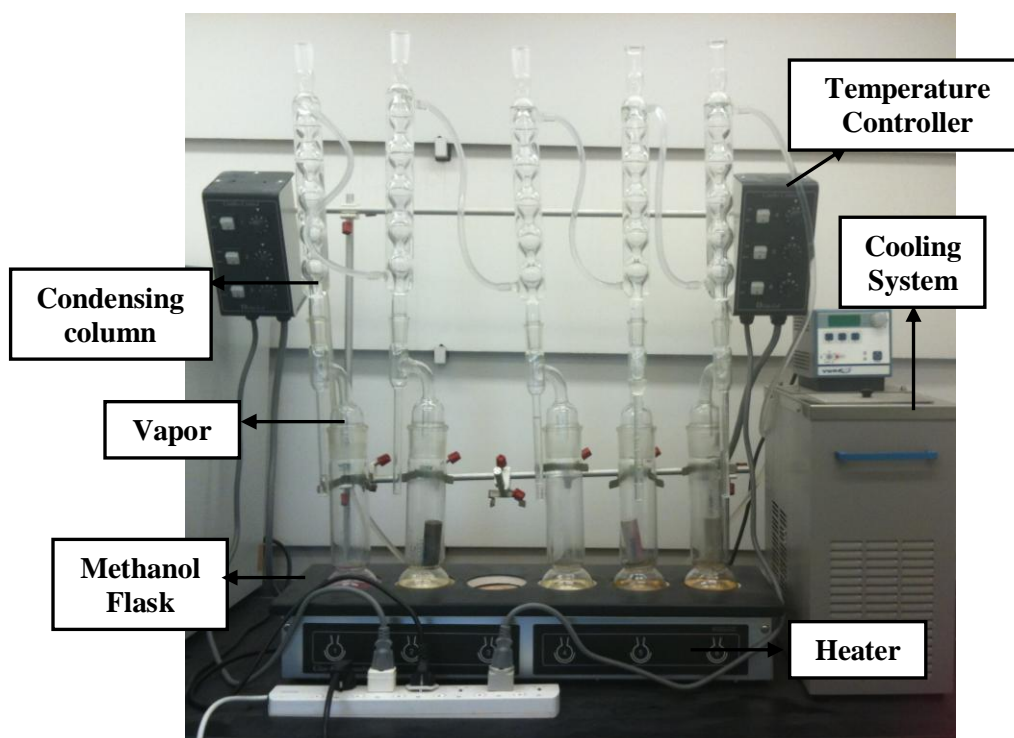 Temperature
Controller
Cooling
System
Condensing
column
Vapor
Methanol
Flask
Heater